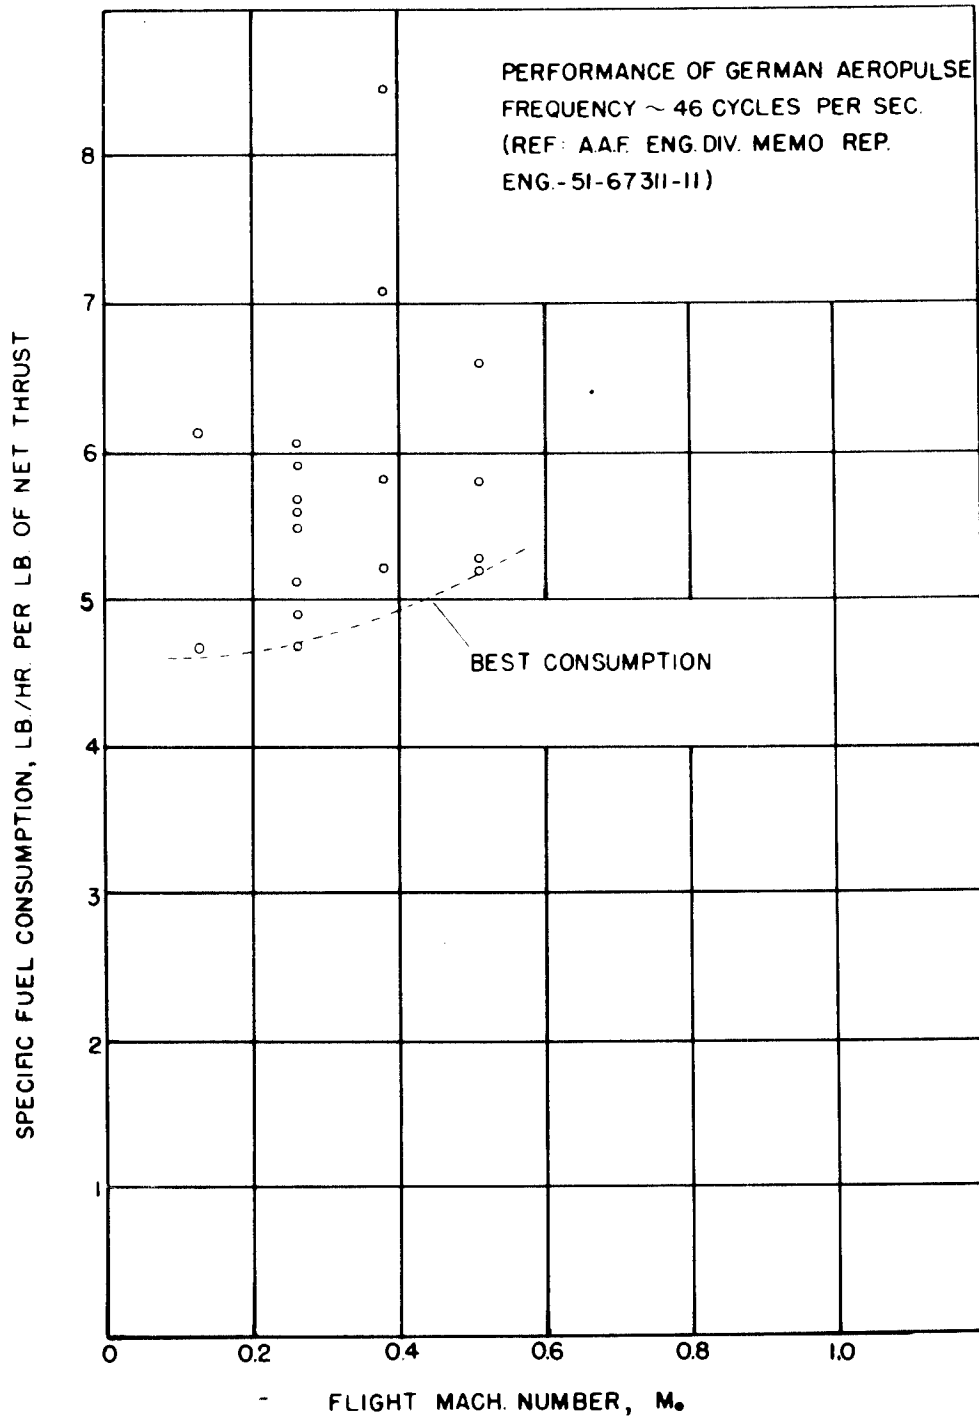 PERFORMANCE OF GERMAN AEROPULSE
FREQUENCY ~ 46 CYCLES PER SEC.
(REF: A.A.F. ENG. DIV. MEMO REP.
ENG.-51-67311-11)
8
7
6
5
4
3
2
1
SPECIFIC FUEL CONSUMPTION, LB./HR. PER LB. OF NET THRUST
BEST CONSUMPTION
0 0.2 0.4 0.6 0.8 1.0
FLIGHT MACH. NUMBER, M₀